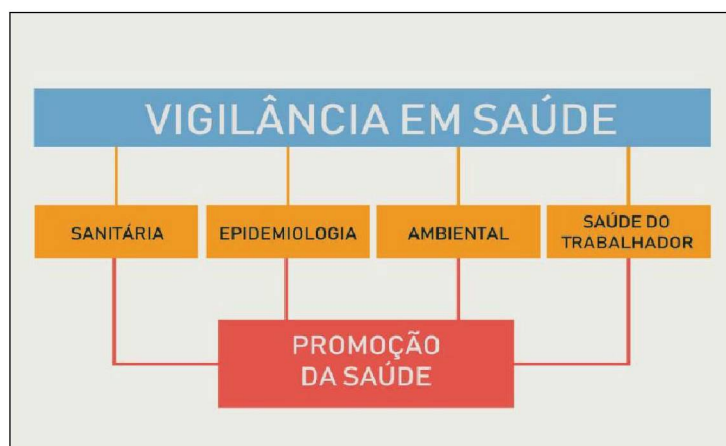 VIGILÂNCIA EM SAÚDE
SANITÁRIA
EPIDEMIOLOGIA
AMBIENTAL
SAÚDE DO
TRABALHADOR
PROMOÇÃO
DA SAÚDE